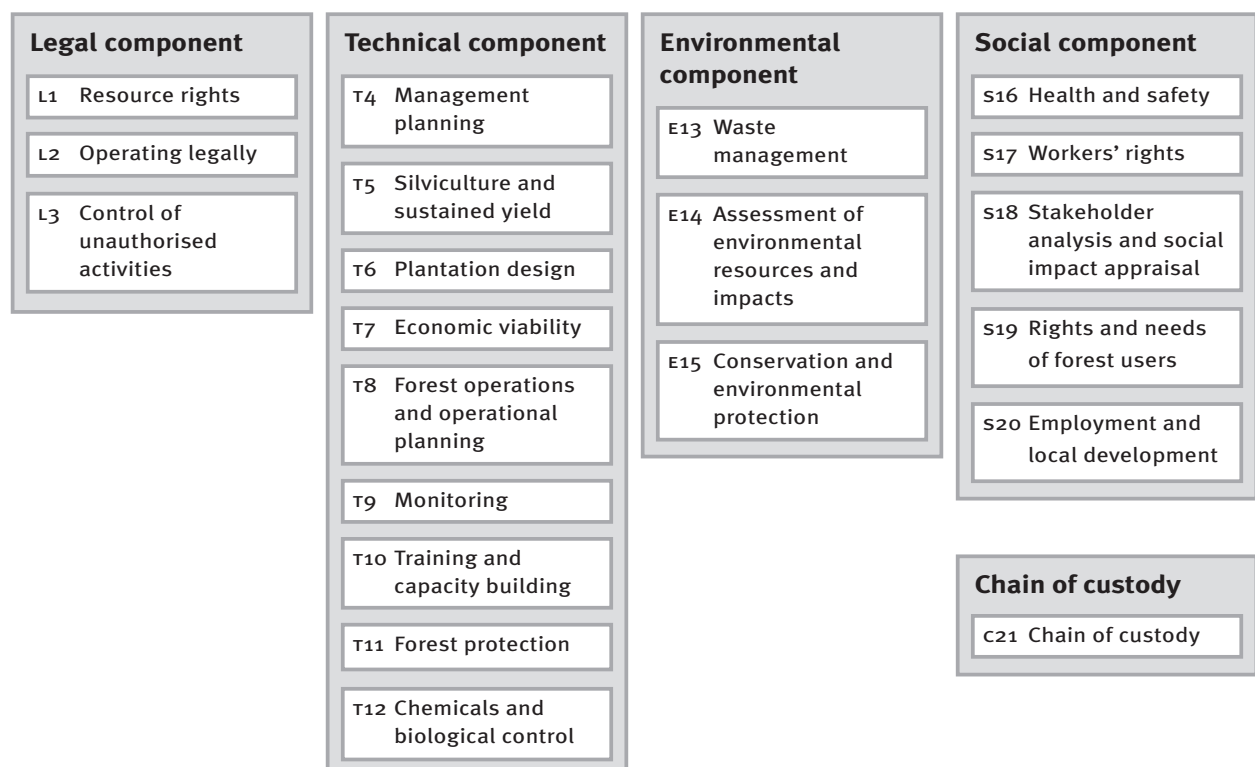 Legal component
L1 Resource rights
L2 Operating legally
L3 Control of
unauthorised
activities
Technical component
T4 Management
planning
T5 Silviculture and
sustained yield
T6 Plantation design
T7 Economic viability
T8 Forest operations
and operational
planning
T9 Monitoring
T10 Training and
capacity building
T11 Forest protection
T12 Chemicals and
biological control
Environmental
component
E13 Waste
management
E14 Assessment of
environmental
resources and
impacts
E15 Conservation and
environmental
protection
Social component
S16 Health and safety
S17 Workers’ rights
S18 Stakeholder
analysis and social
impact appraisal
S19 Rights and needs
of forest users
S20 Employment and
local development
Chain of custody
C21 Chain of custody